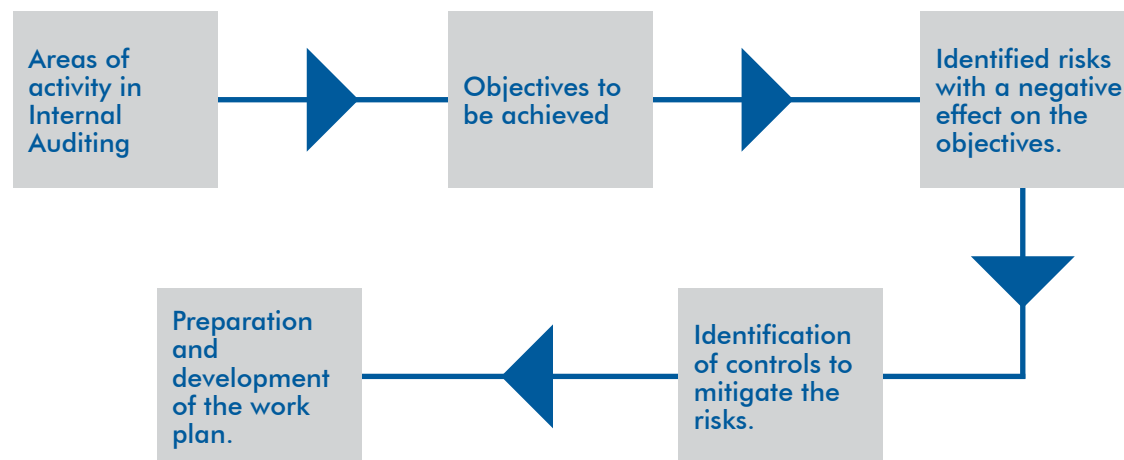 Areas of
activity in
Internal
Auditing
Objectives to
be achieved
Identified risks
with a negative
effect on the
objectives.
Preparation
and
development
of the work
plan.
Identification
of controls to
mitigate the
risks.